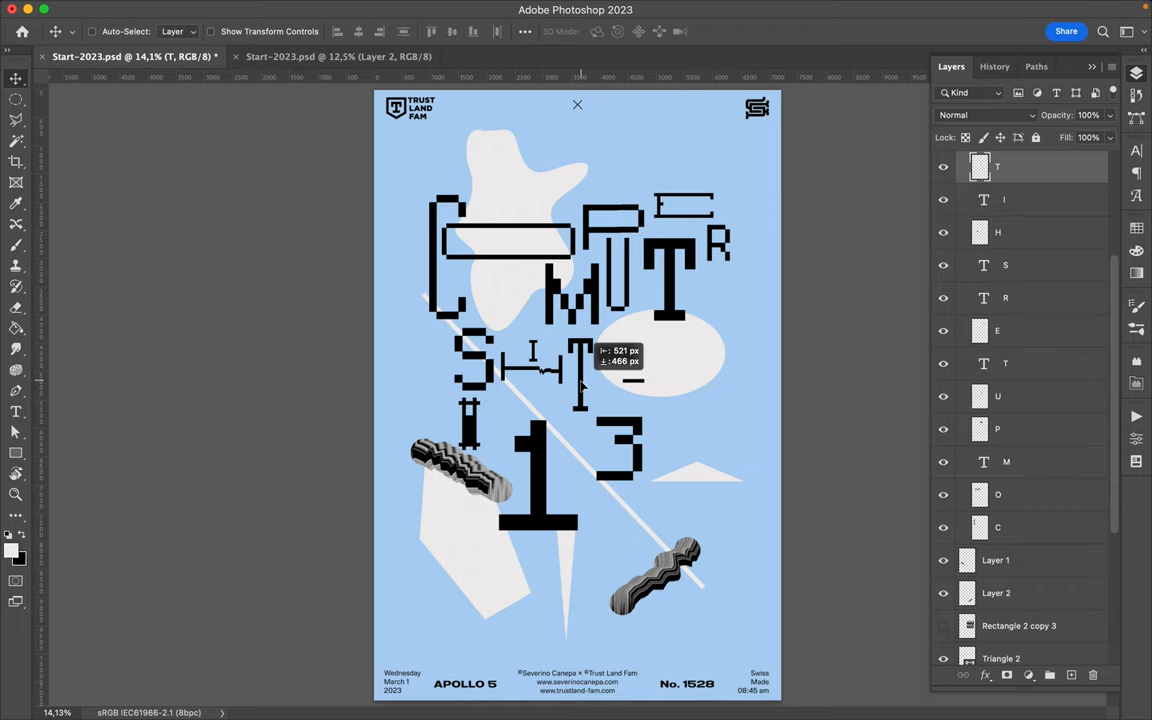 Adobe Photoshop 2023
Auto-Select: Layer Show Transform Controls 3D Mode: Share
Start-2023.psd @ 14,1% (T, RGB/8) * Start-2023.psd @ 12,5% (Layer 2, RGB/8)
Layers History Paths
Kind
Normal Opacity: 100%
Lock: Fill: 100%
T
I
H
S
R
E
T
U
P
M
O
C
Layer 1
Layer 2
Rectangle 2 copy 3
Triangle 2
TRUST
LAND
FAM
C O M P U T E R
S H I T
13
521 px
466 px
Wednesday
March 1
2023
APOLLO 5
©Severino Canepa × ©Trust Land Fam
www.severinocanepa.com
www.trustland-fam.com
No. 1528
Swiss
Made
08:45 am
14,13% sRGB IEC61966-2.1 (8bpc)